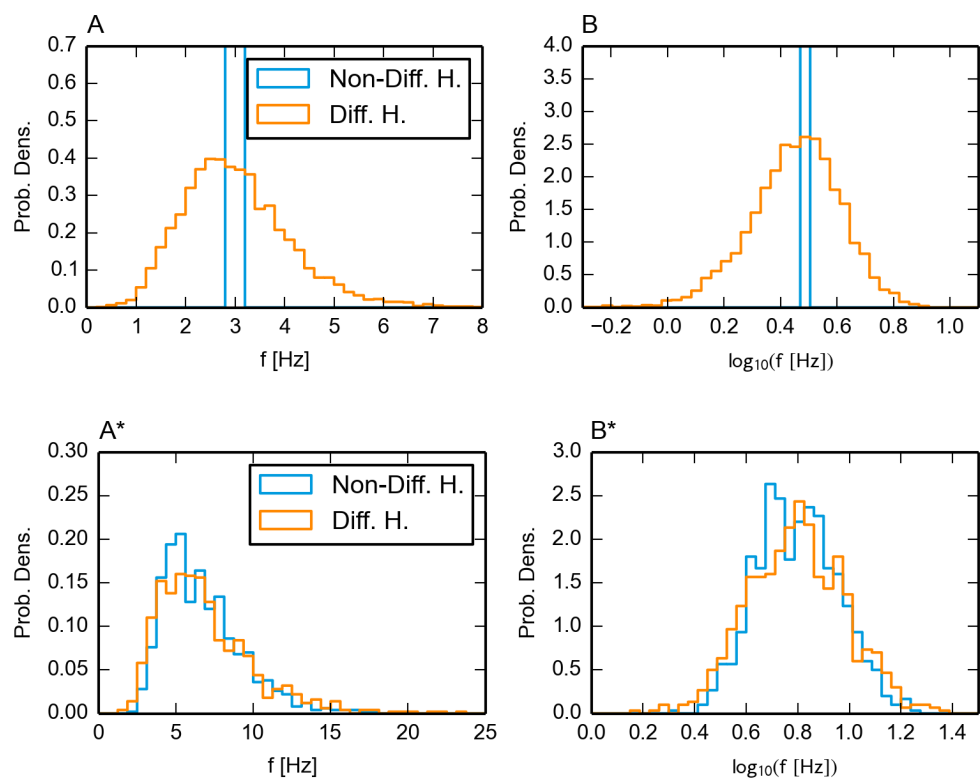 A
B
0.7
0.6
0.5
0.4
0.3
0.2
0.1
0.0
Prob. Dens.
Non-Diff. H.
Diff. H.
0 1 2 3 4 5 6 7 8
f [Hz]
4.0
3.5
3.0
2.5
2.0
1.5
1.0
0.5
0.0
Prob. Dens.
−0.2 0.0 0.2 0.4 0.6 0.8 1.0
log₁₀(f [Hz])
A*
B*
0.30
0.25
0.20
0.15
0.10
0.05
0.00
Prob. Dens.
Non-Diff. H.
Diff. H.
0 5 10 15 20 25
f [Hz]
3.0
2.5
2.0
1.5
1.0
0.5
0.0
Prob. Dens.
0.0 0.2 0.4 0.6 0.8 1.0 1.2 1.4
log₁₀(f [Hz])